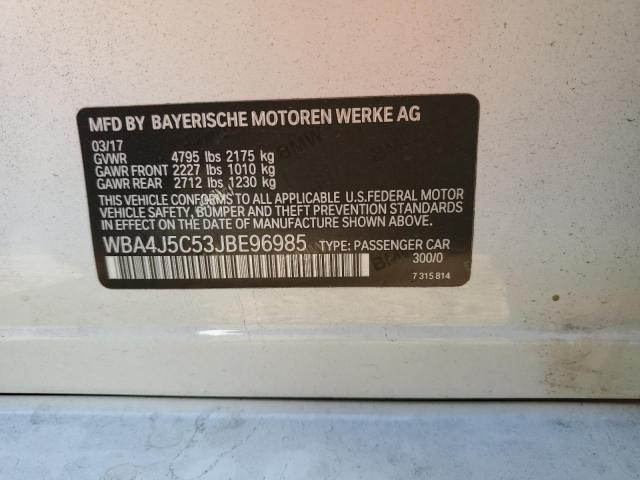 MFD BY BAYERISCHE MOTOREN WERKE AG
03/17
GVWR 4795 lbs 2175 kg
GAWR FRONT 2227 lbs 1010 kg
GAWR REAR 2712 lbs 1230 kg
THIS VEHICLE CONFORMS TO ALL APPLICABLE U.S.FEDERAL MOTOR
VEHICLE SAFETY, BUMPER, AND THEFT PREVENTION STANDARDS
IN EFFECT ON THE DATE OF MANUFACTURE SHOWN ABOVE.
WBA4J5C53JBE96985 TYPE: PASSENGER CAR
300/0
7 315 814